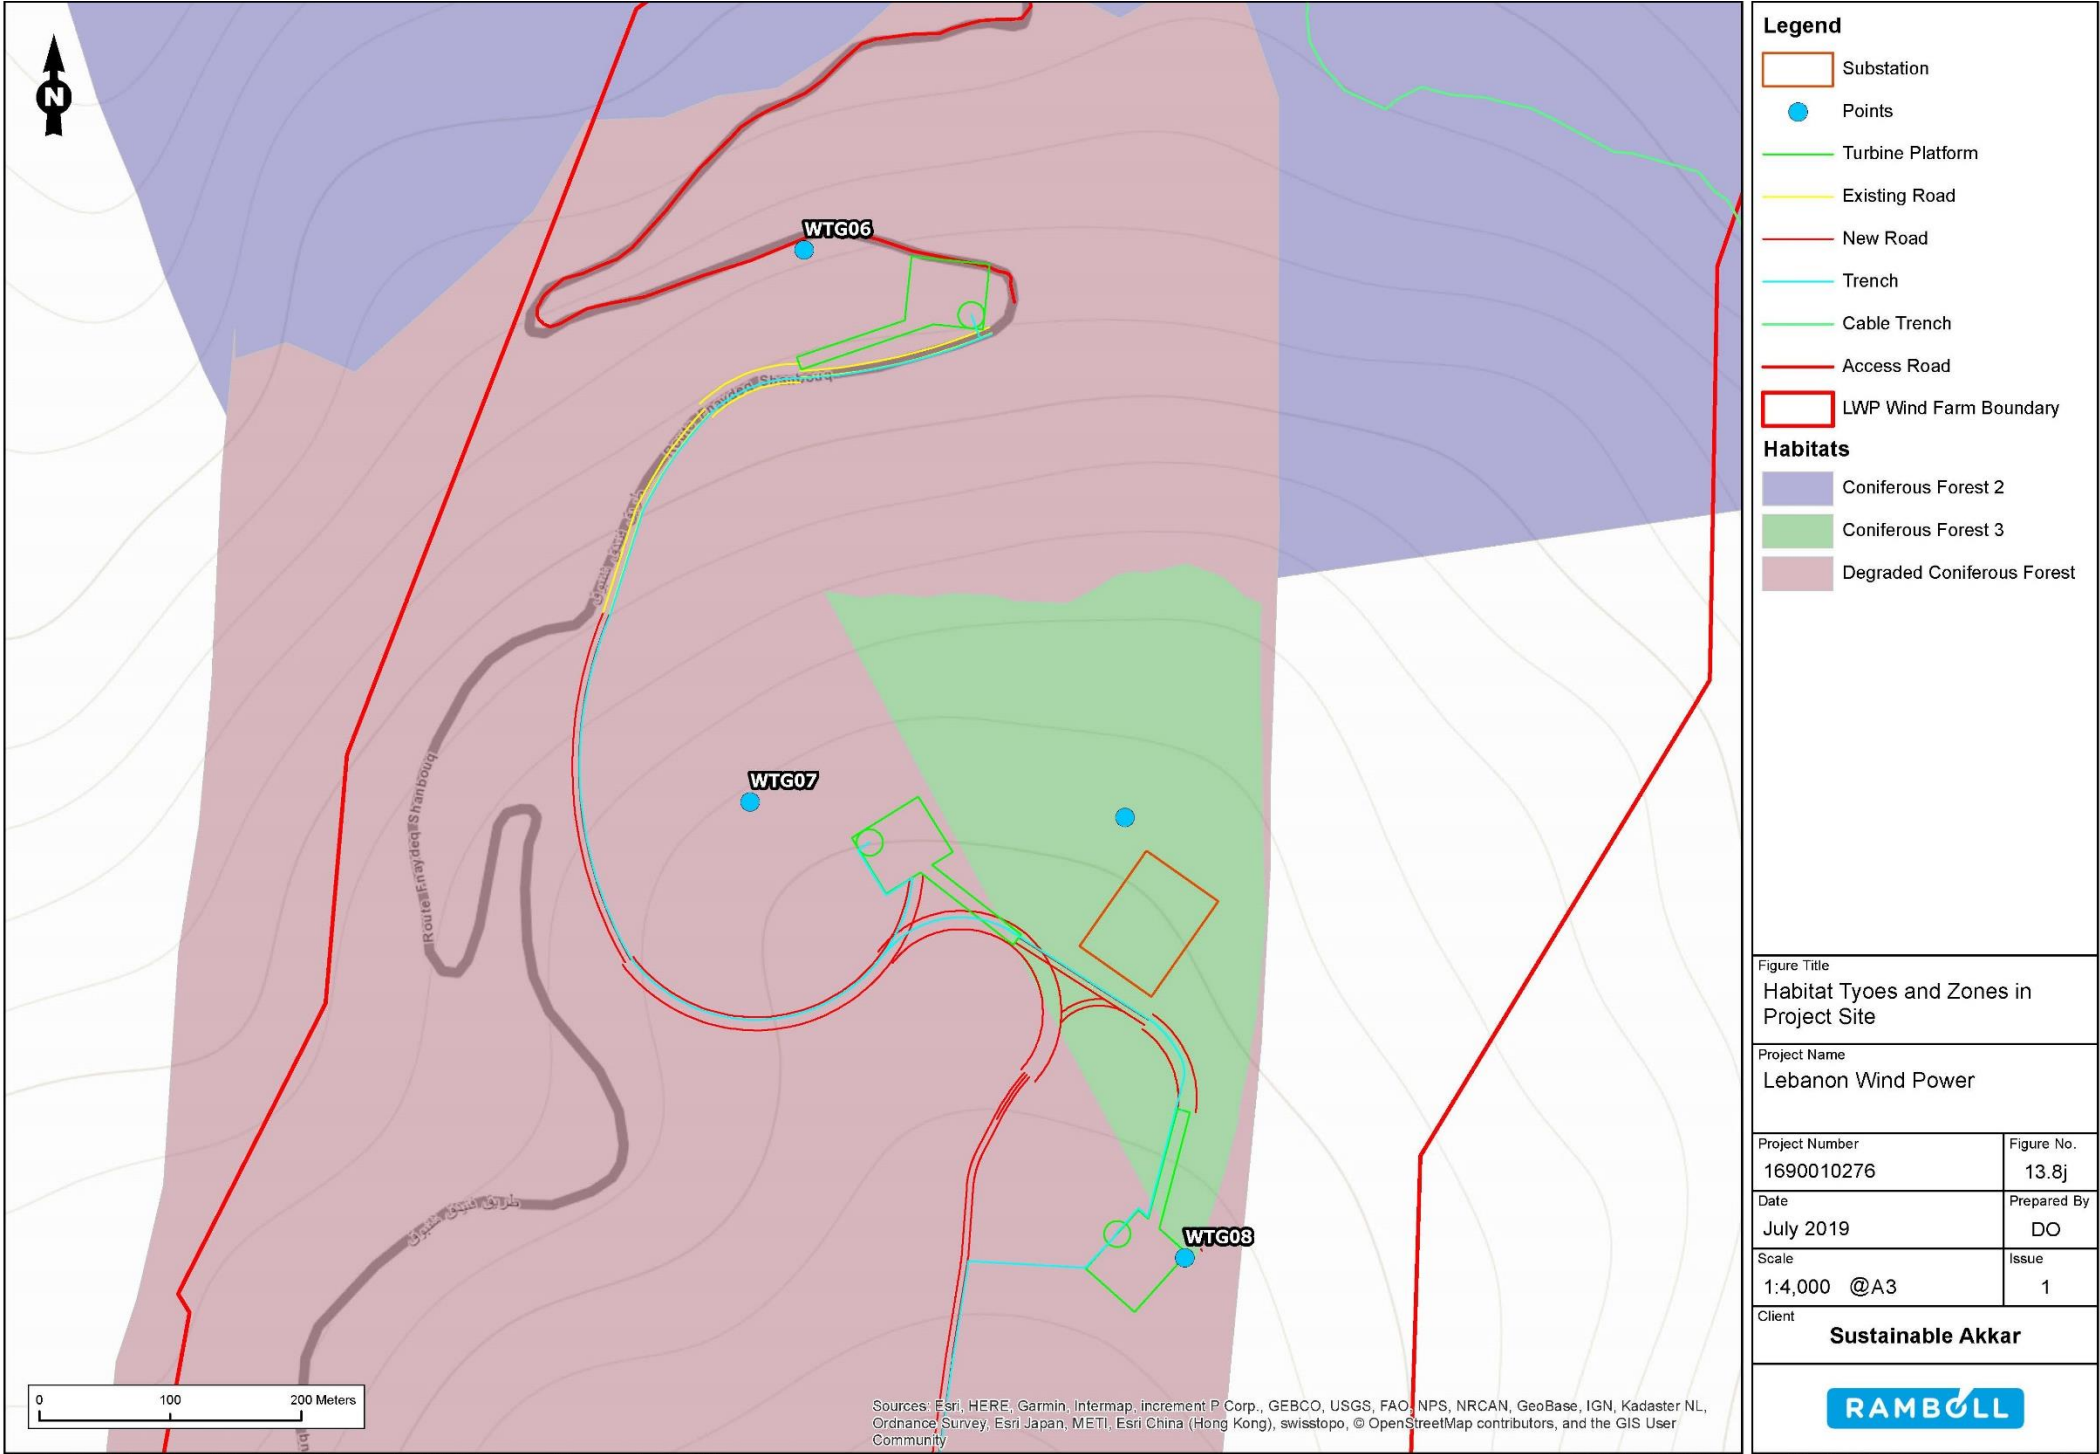 N
WTG06
WTG07
WTG08
Route Enaydeq Shanbouq
Route Enaydeq Shanbouq
0 100 200 Meters
Sources: Esri, HERE, Garmin, Intermap, increment P Corp., GEBCO, USGS, FAO, NPS, NRCAN, GeoBase, IGN, Kadaster NL,
Ordnance Survey, Esri Japan, METI, Esri China (Hong Kong), swisstopo, © OpenStreetMap contributors, and the GIS User
Community
Legend
Substation
Points
Turbine Platform
Existing Road
New Road
Trench
Cable Trench
Access Road
LWP Wind Farm Boundary
Habitats
Coniferous Forest 2
Coniferous Forest 3
Degraded Coniferous Forest
Figure Title
Habitat Tyoes and Zones in
Project Site
Project Name
Lebanon Wind Power
Project Number
1690010276
Figure No.
13.8j
Date
July 2019
Prepared By
DO
Scale
1:4,000 @A3
Issue
1
Client
Sustainable Akkar
RAMBOLL